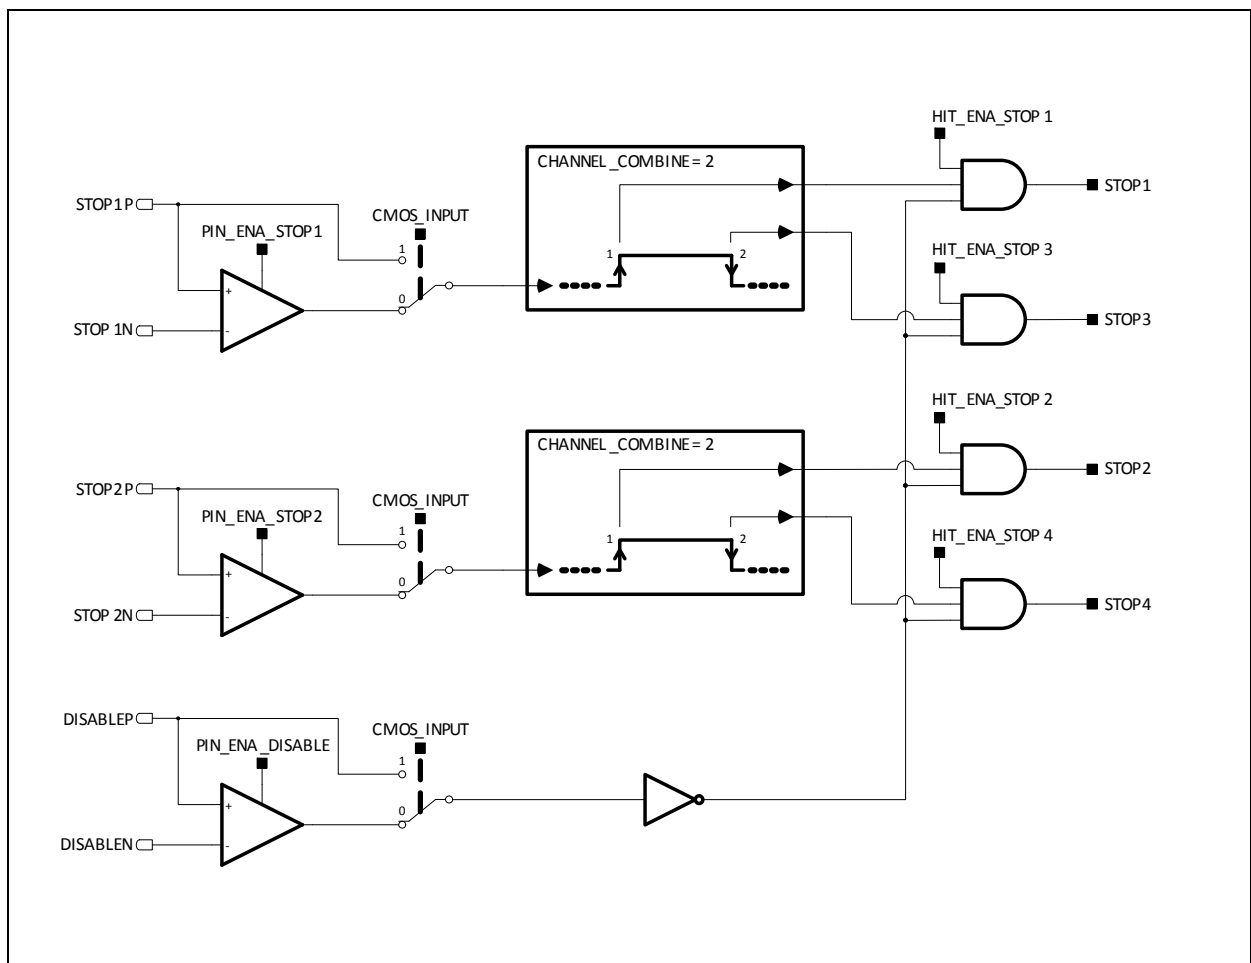 HIT_ENA_STOP 1
CHANNEL_COMBINE = 2
STOP1
STOP1P
CMOS_INPUT
PIN_ENA_STOP1
1
HIT_ENA_STOP 3
1
2
+
0
STOP3
STOP 1N
-
HIT_ENA_STOP 2
CHANNEL_COMBINE = 2
STOP2
STOP2P
CMOS_INPUT
PIN_ENA_STOP2
1
HIT_ENA_STOP 4
1
2
+
0
STOP4
STOP 2N
-
DISABLEP
CMOS_INPUT
PIN_ENA_DISABLE
1
+
0
DISABLEN
-